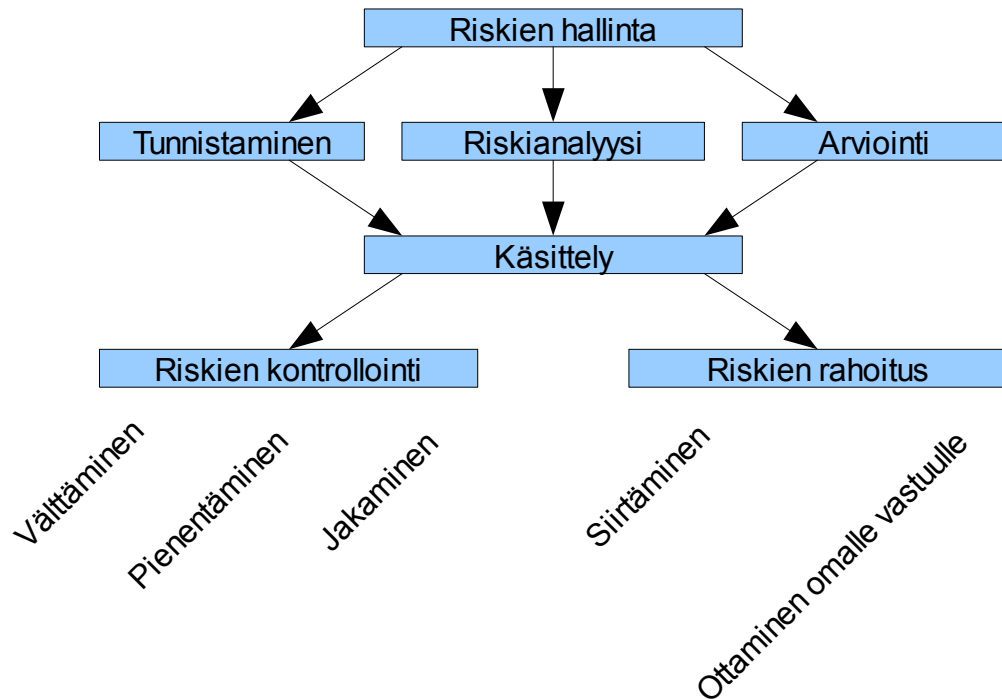 Riskien hallinta
Tunnistaminen
Riskianalyysi
Arviointi
Käsittely
Riskien kontrollointi
Riskien rahoitus
Välttäminen
Pienentäminen
Jakaminen
Siirtäminen
Ottaminen omalle vastuulle